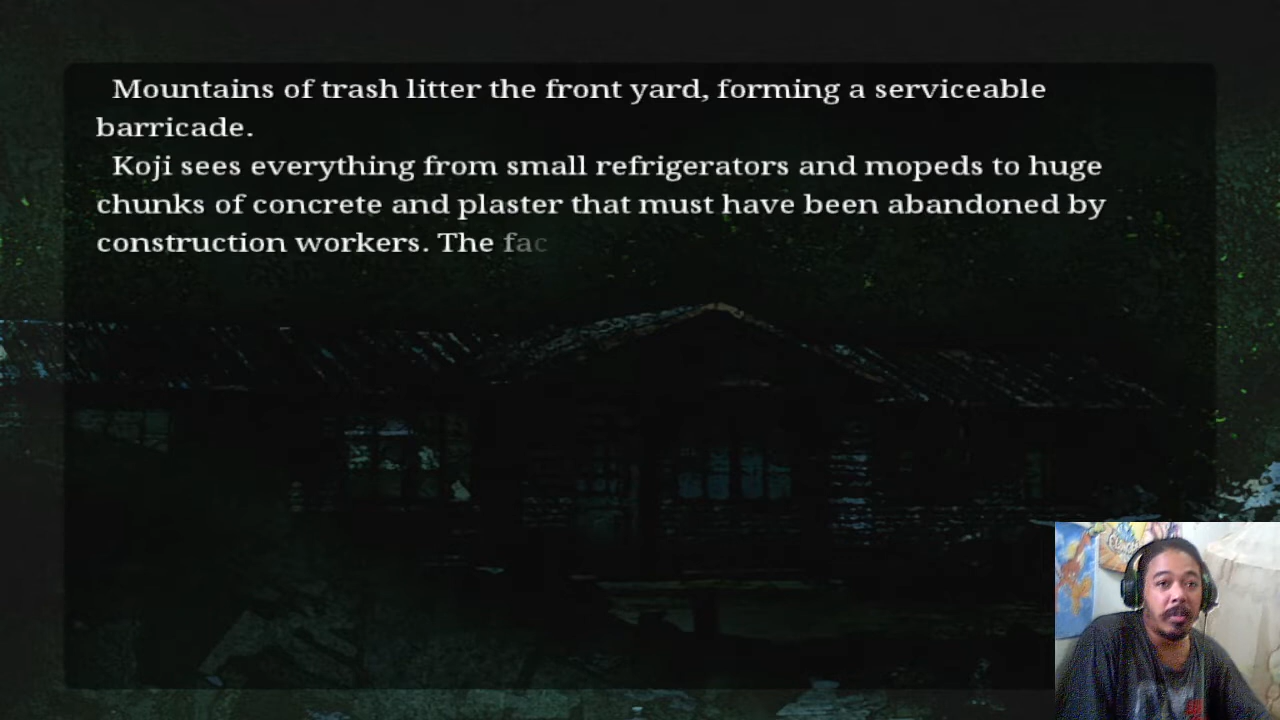 Mountains of trash litter the front yard, forming a serviceable
barricade.
Koji sees everything from small refrigerators and mopeds to huge
chunks of concrete and plaster that must have been abandoned by
construction workers. The fac